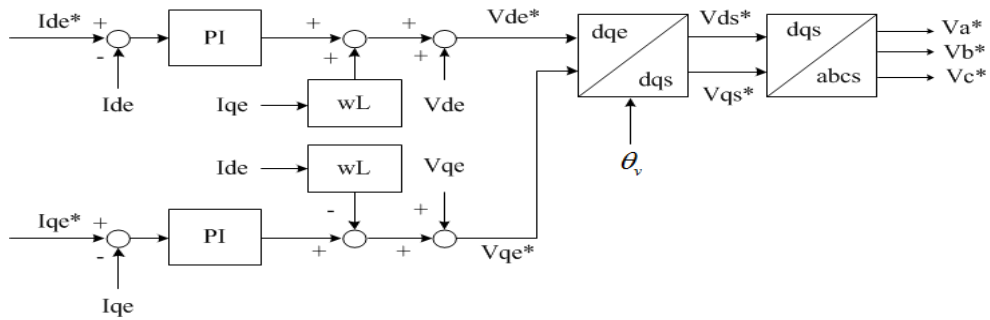 Ide* + PI + + + Vde* dqe Vds* dqs Va*
- + + Vb*
Ide Iqe wL Vde dqs Vqs* abcs Vc*
Ide wL Vqe θv
Iqe* + PI + - + + Vqe*
-
Iqe